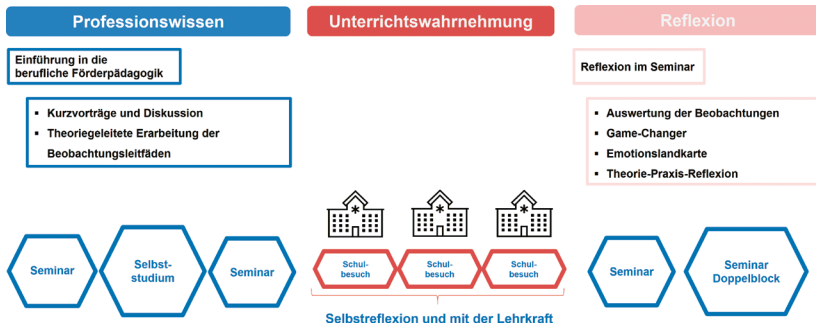 Professionswissen
Unterrichtswahrnehmung
Reflexion
Einführung in die
berufliche Förderpädagogik
▪ Kurzvorträge und Diskussion
▪ Theoriegeleitete Erarbeitung der
Beobachtungsleitfäden
Reflexion im Seminar
▪ Auswertung der Beobachtungen
▪ Game-Changer
▪ Emotionslandkarte
▪ Theorie-Praxis-Reflexion
Seminar
Selbst-
studium
Seminar
Schul-
besuch
Schul-
besuch
Schul-
besuch
Seminar
Seminar
Doppelblock
Selbstreflexion und mit der Lehrkraft